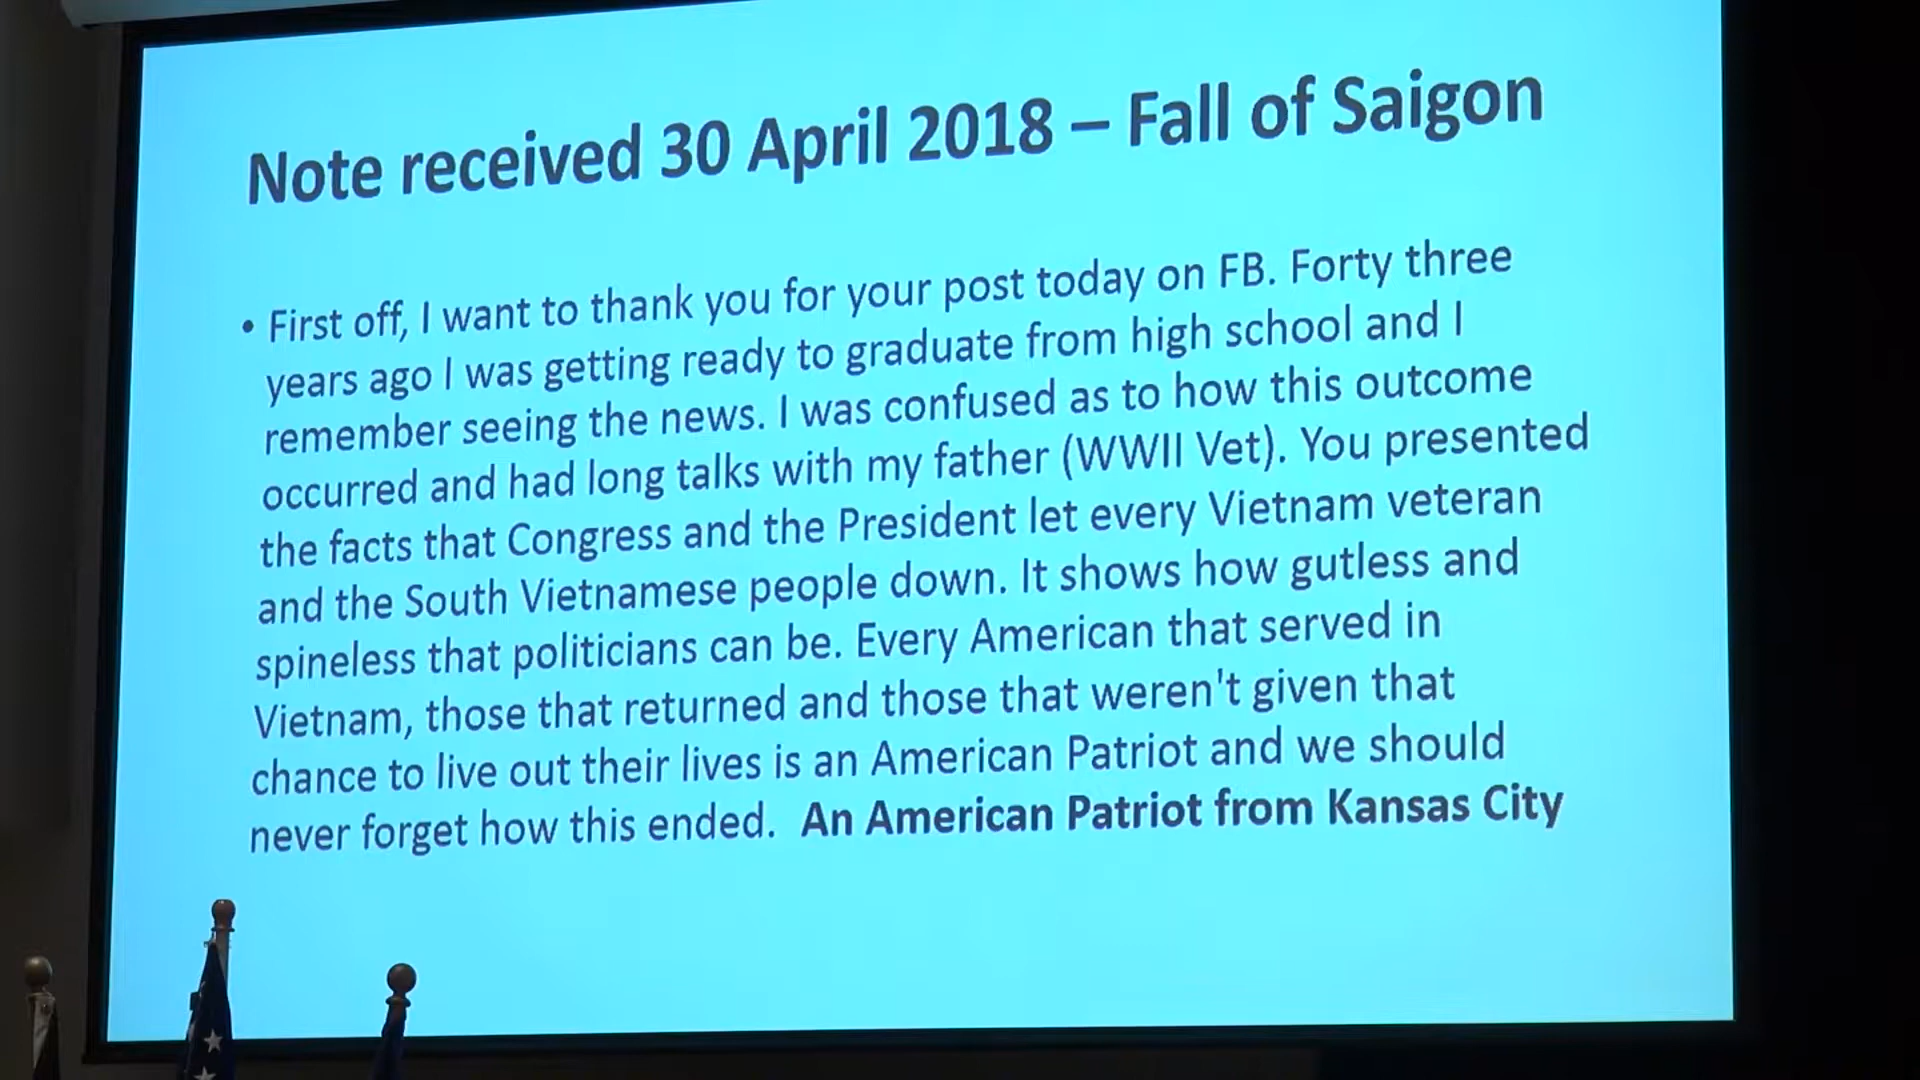 Note received 30 April 2018 – Fall of Saigon
• First off, I want to thank you for your post today on FB. Forty three
years ago I was getting ready to graduate from high school and I
remember seeing the news. I was confused as to how this outcome
occurred and had long talks with my father (WWII Vet). You presented
the facts that Congress and the President let every Vietnam veteran
and the South Vietnamese people down. It shows how gutless and
spineless that politicians can be. Every American that served in
Vietnam, those that returned and those that weren't given that
chance to live out their lives is an American Patriot and we should
never forget how this ended. An American Patriot from Kansas City